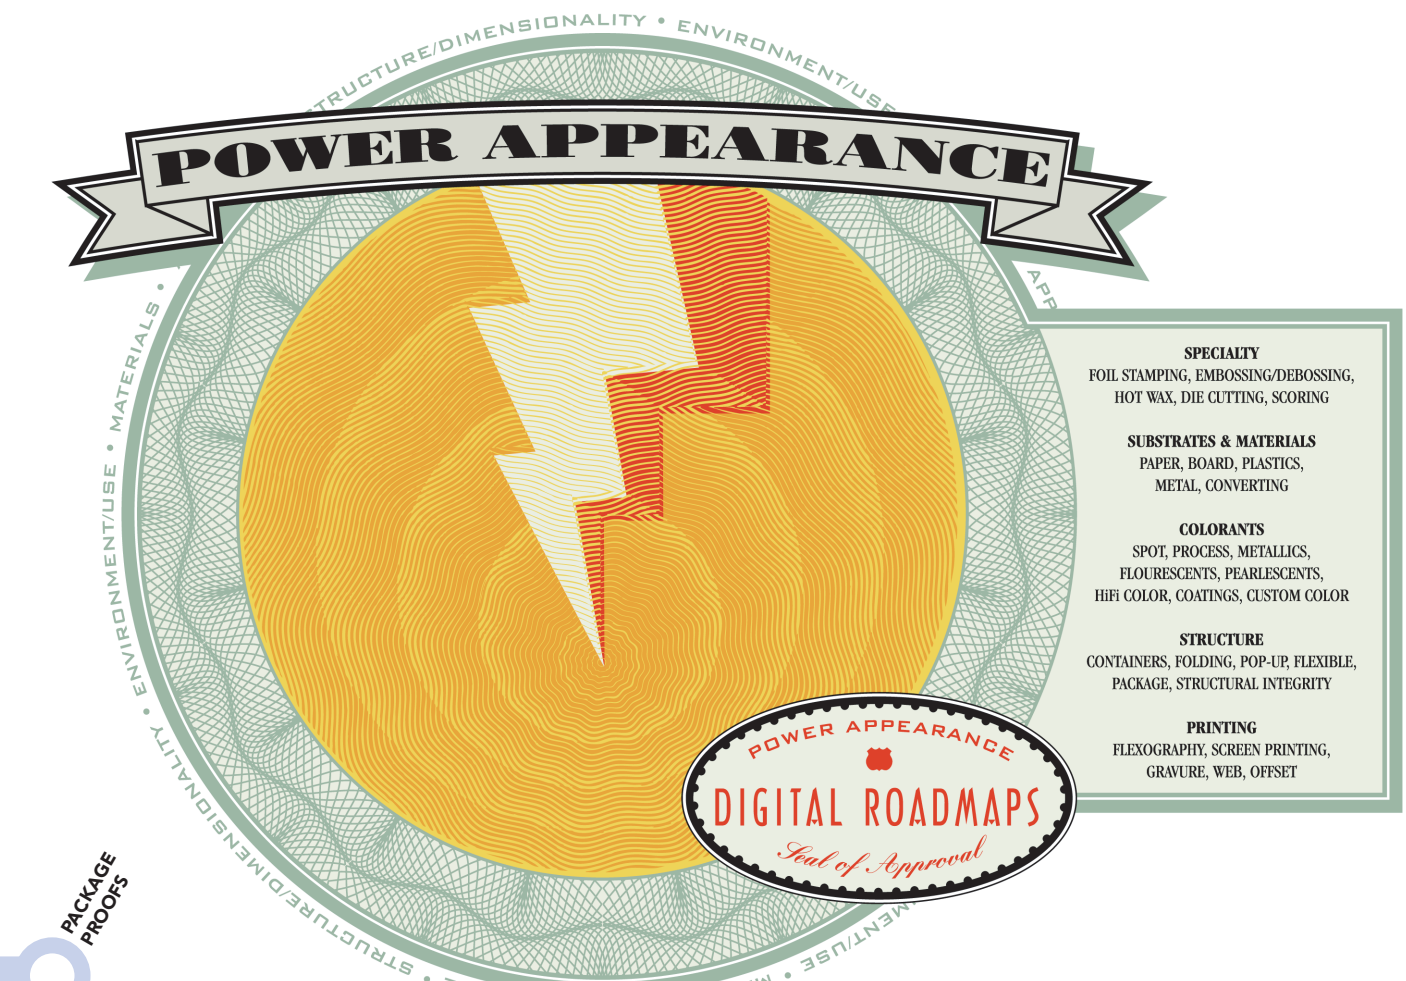 STRUCTURE/DIMENSIONALITY • ENVIRONMENT/USE
POWER APPEARANCE
MATERIALS •
ENVIRONMENT/USE •
STRUCTURE/DIMENSIONALITY •
SPECIALTY
FOIL STAMPING, EMBOSSING/DEBOSSING,
HOT WAX, DIE CUTTING, SCORING
SUBSTRATES & MATERIALS
PAPER, BOARD, PLASTICS,
METAL, CONVERTING
COLORANTS
SPOT, PROCESS, METALLICS,
FLOURESCENTS, PEARLESCENTS,
HiFi COLOR, COATINGS, CUSTOM COLOR
STRUCTURE
CONTAINERS, FOLDING, POP-UP, FLEXIBLE,
PACKAGE, STRUCTURAL INTEGRITY
PRINTING
FLEXOGRAPHY, SCREEN PRINTING,
GRAVURE, WEB, OFFSET
POWER APPEARANCE
DIGITAL ROADMAPS
Seal of Approval
PACKAGE
PROOFS